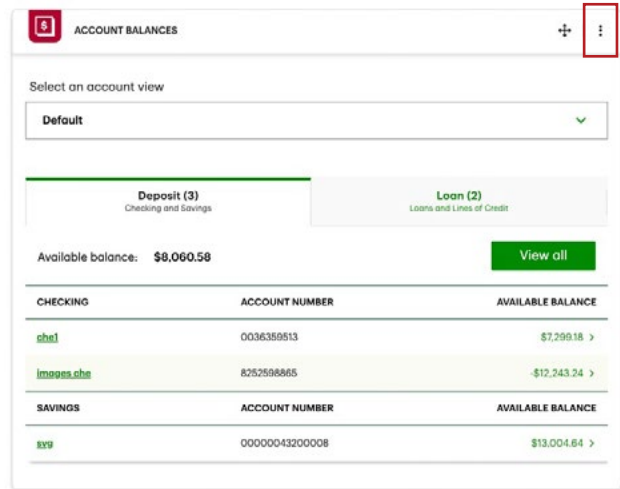 $ ACCOUNT BALANCES
Select an account view
Default
Deposit (3) Loan (2)
Checking and Savings Loans and Lines of Credit
Available balance: $8,060.58 View all
CHECKING ACCOUNT NUMBER AVAILABLE BALANCE
che1 0036359513 $7,299.18 >
images che 8252598865 -$12,243.24 >
SAVINGS ACCOUNT NUMBER AVAILABLE BALANCE
svg 00000043200008 $13,004.64 >